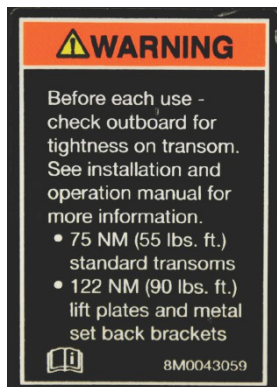 WARNING
Before each use -
check outboard for
tightness on transom.
See installation and
operation manual for
more information.
• 75 NM (55 lbs. ft.)
standard transoms
• 122 NM (90 lbs. ft.)
lift plates and metal
set back brackets
8M0043059